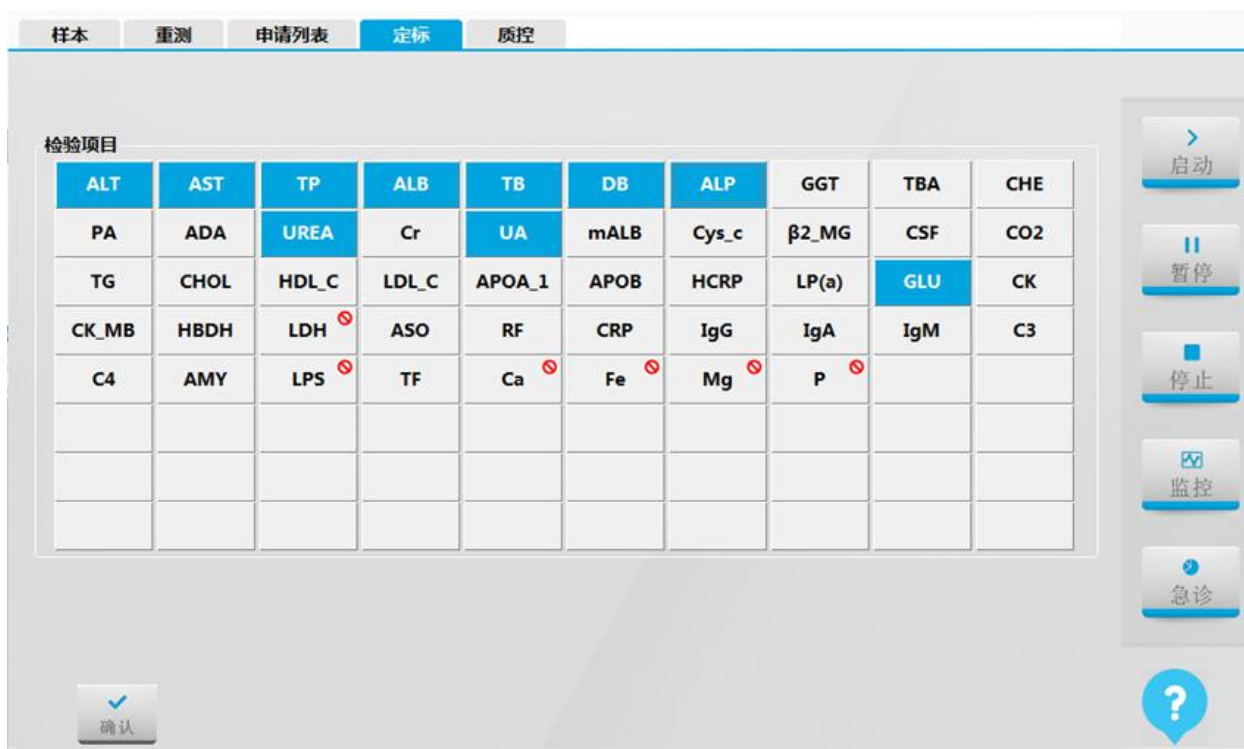 样本 重测 申请列表 定标 质控
检验项目
ALT AST TP ALB TB DB ALP GGT TBA CHE
PA ADA UREA Cr UA mALB Cys_c β2_MG CSF CO2
TG CHOL HDL_C LDL_C APOA_1 APOB HCRP LP(a) GLU CK
CK_MB HBDH LDH ASO RF CRP IgG IgA IgM C3
C4 AMY LPS TF Ca Fe Mg P
启动
暂停
停止
监控
急诊
确认
?